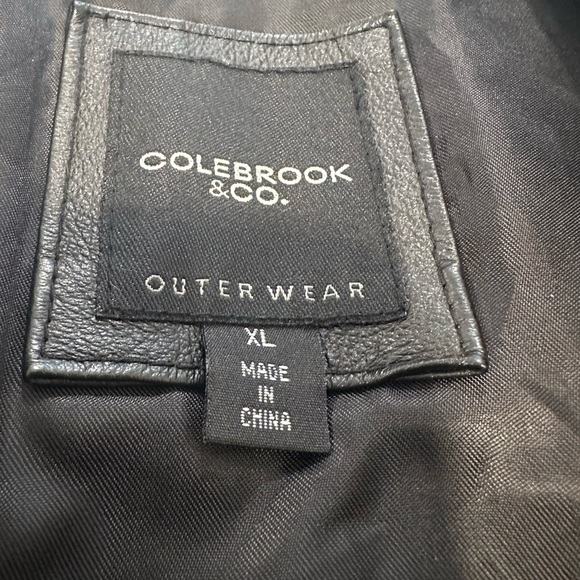 COLEBROOK
&CO.
OUTER WEAR
XL
MADE
IN
CHINA